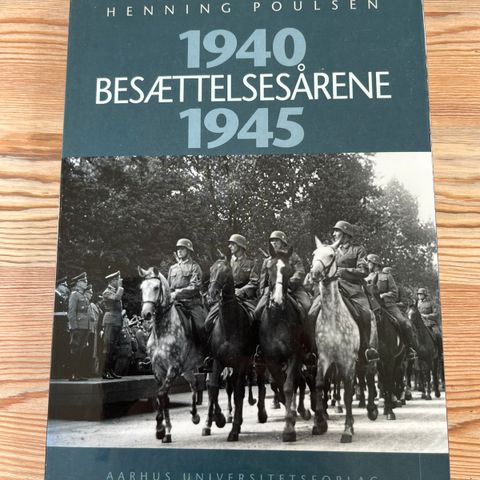 HENNING POULSEN
1940
BESÆTTELSESÅRENE
1945
AARHUS UNIVERSITETSFORLAG